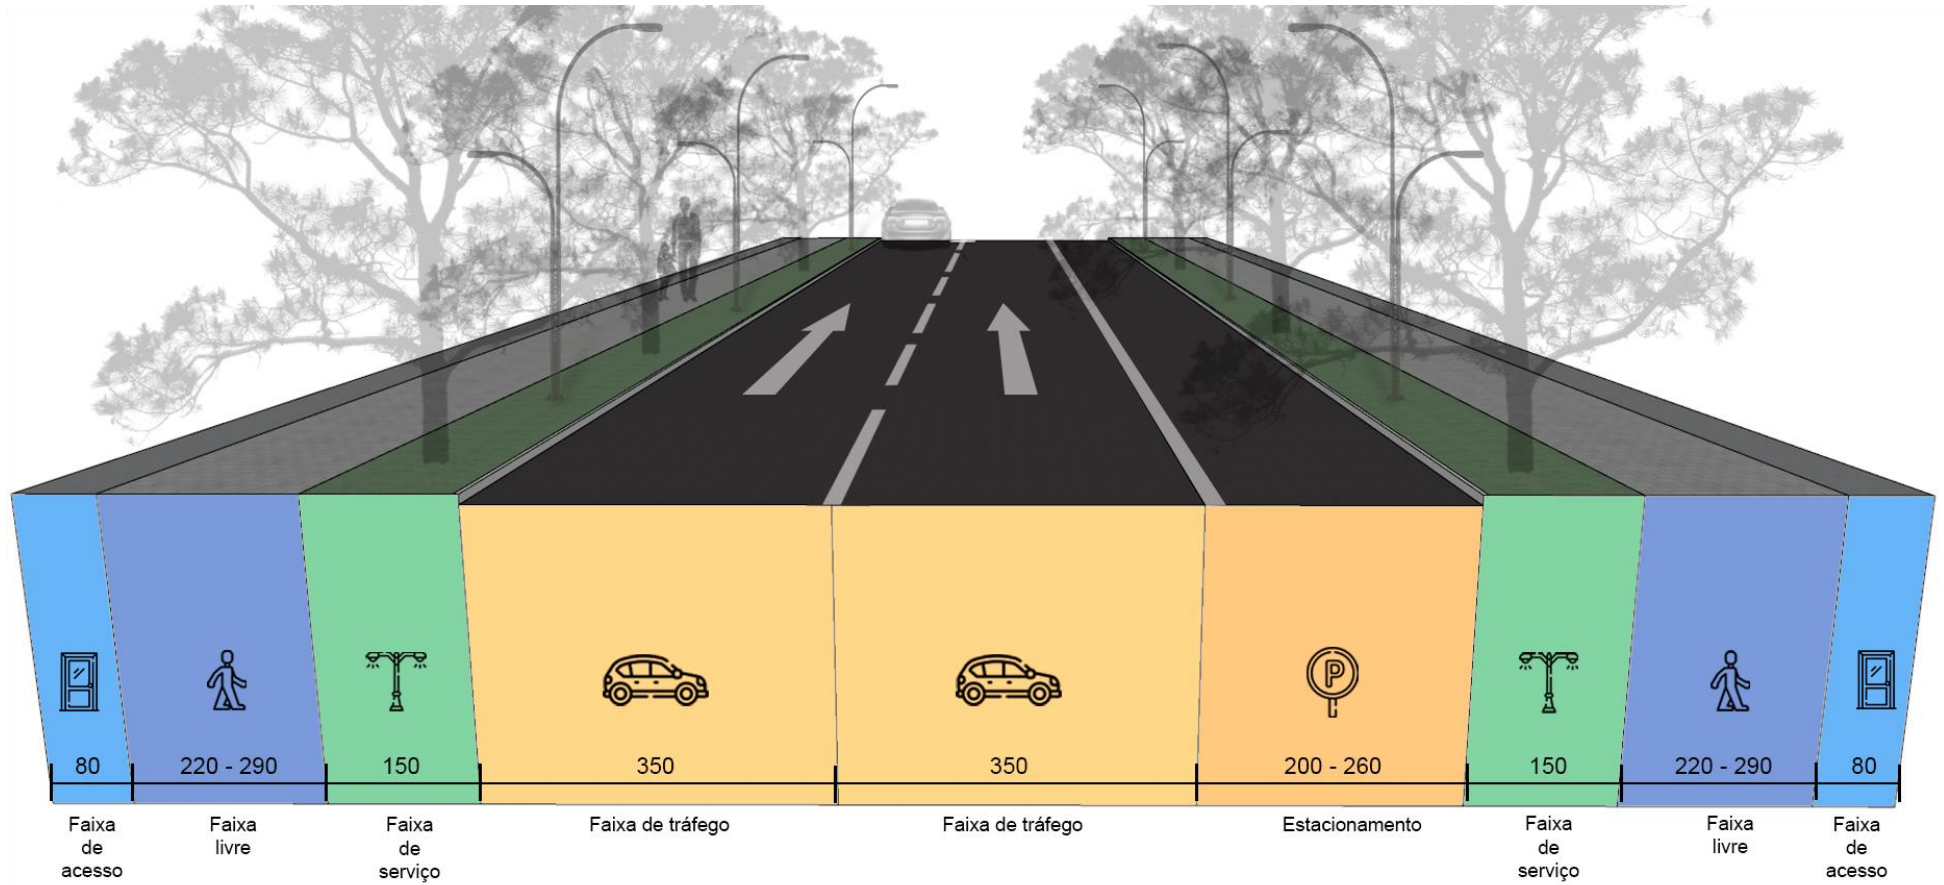 P
P
80
220 - 290
150
350
350
200 - 260
150
220 - 290
80
Faixa
de
acesso
Faixa
livre
Faixa
de
serviço
Faixa de tráfego
Faixa de tráfego
Estacionamento
Faixa
de
serviço
Faixa
livre
Faixa
de
acesso